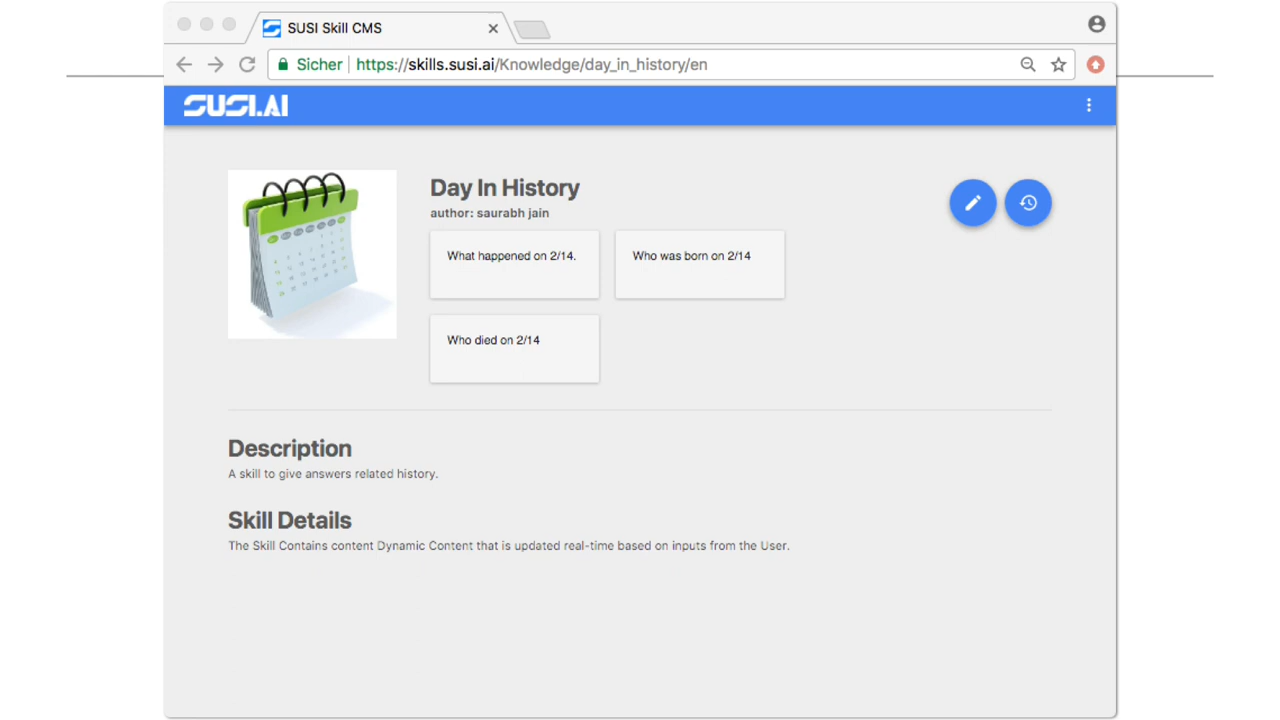 SUSI Skill CMS
Sicher https://skills.susi.ai/Knowledge/day_in_history/en
SUSI.AI
Day In History
author: saurabh jain
What happened on 2/14.
Who was born on 2/14
Who died on 2/14
Description
A skill to give answers related history.
Skill Details
The Skill Contains content Dynamic Content that is updated real-time based on inputs from the User.